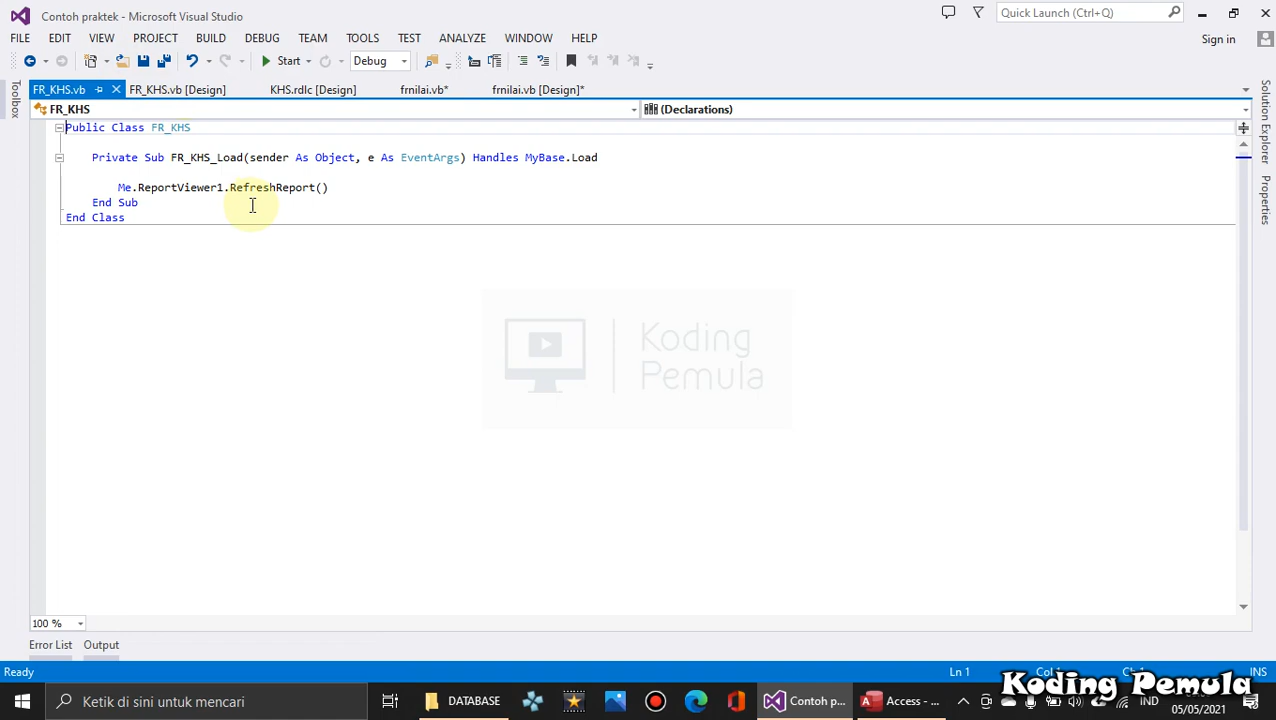 Contoh praktek - Microsoft Visual Studio
Quick Launch (Ctrl+Q)
FILE EDIT VIEW PROJECT BUILD DEBUG TEAM TOOLS TEST ANALYZE WINDOW HELP
Sign in
Start
Debug
Toolbox
FR_KHS.vb
FR_KHS.vb [Design]
KHS.rdlc [Design]
frnilai.vb*
frnilai.vb [Design]*
Solution Explorer
Properties
FR_KHS
(Declarations)
Public Class FR_KHS
Private Sub FR_KHS_Load(sender As Object, e As EventArgs) Handles MyBase.Load
Me.ReportViewer1.RefreshReport()
End Sub
End Class
Koding
Pemula
100 %
Error List
Output
Ready
Ln 1
INS
Koding Pemula
Ketik di sini untuk mencari
DATABASE
Contoh p...
Access - ...
IND
05/05/2021